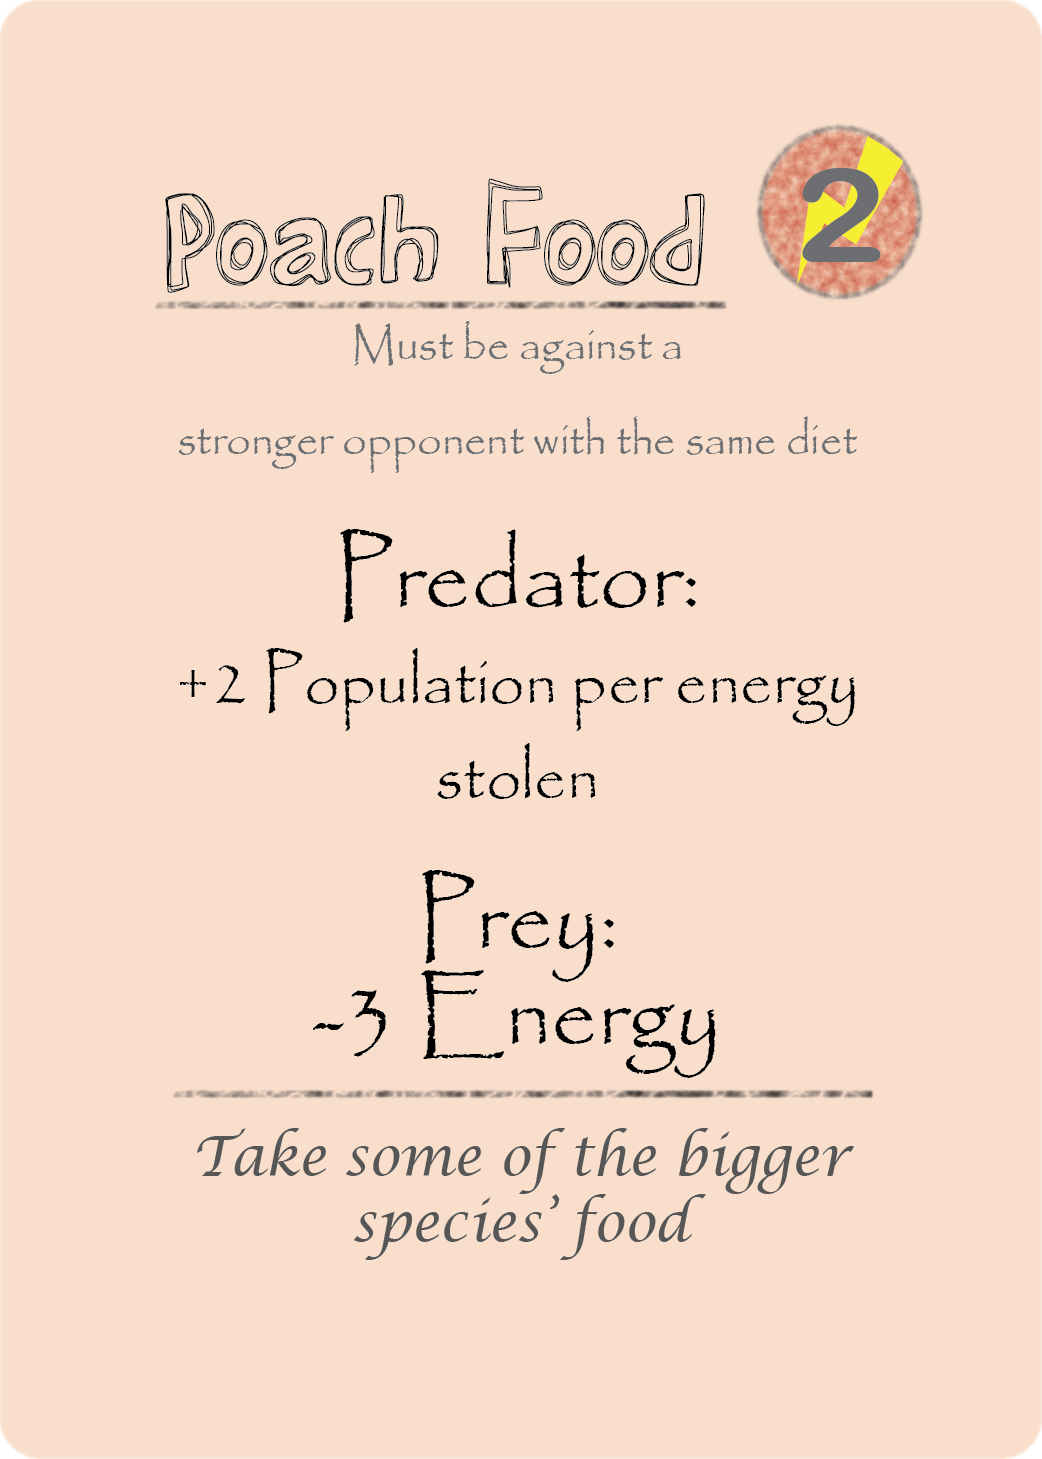 Poach Food
2
Must be against a
stronger opponent with the same diet
Predator:
+2 Population per energy
stolen
Prey:
-3 Energy
Take some of the bigger
species’ food